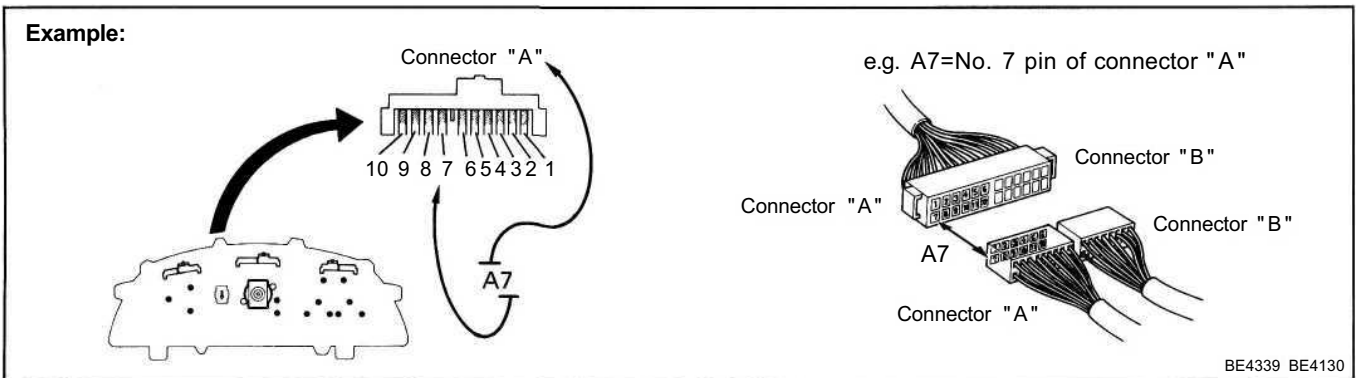 Example:
Connector "A"
10 9 8 7 6 5 4 3 2 1
A7
e.g. A7=No. 7 pin of connector "A"
Connector "B"
Connector "A"
Connector "B"
A7
Connector "A"
BE4339 BE4130